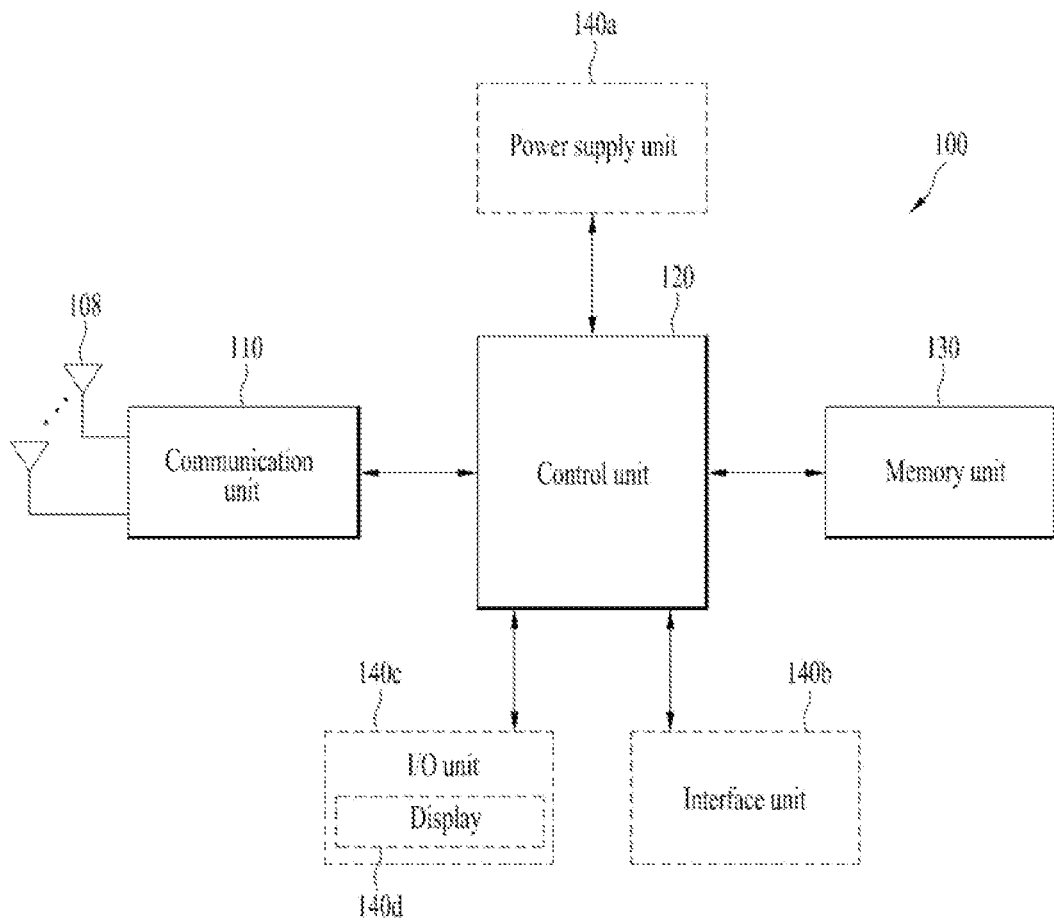 140a
Power supply unit
100
120
108
110
130
Communication
unit
Control unit
Memory unit
140c
140b
I/O unit
Display
Interface unit
140d